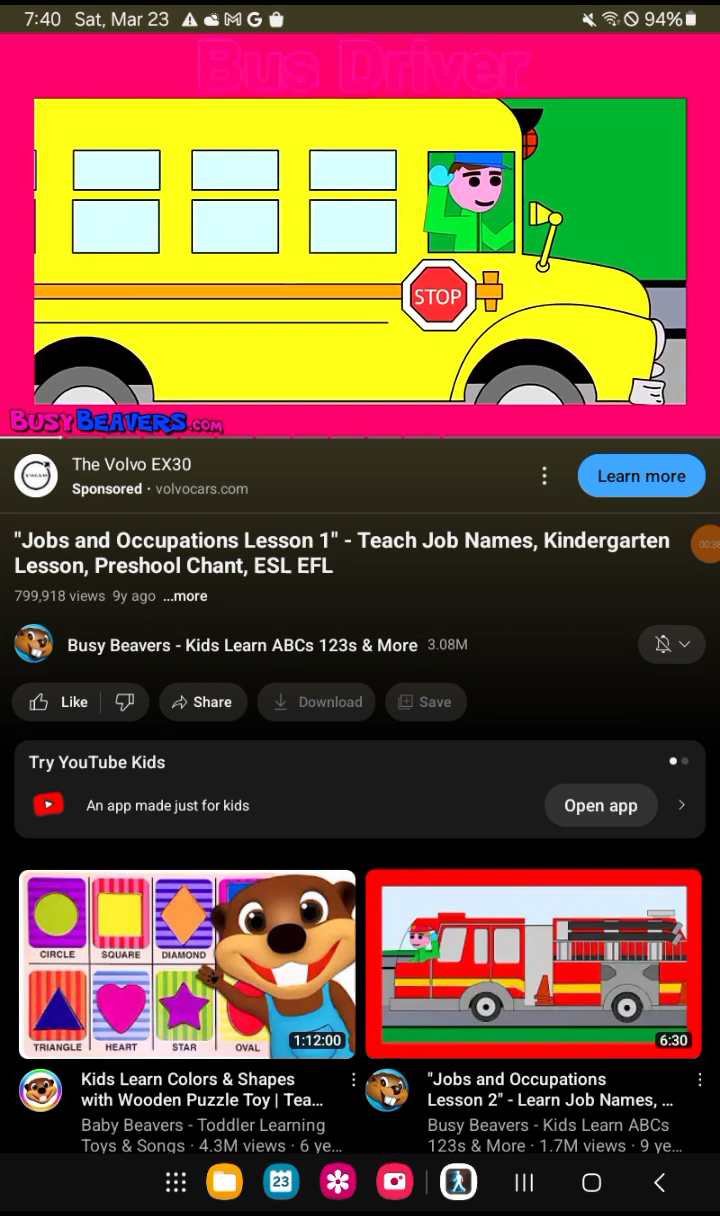 7:40 Sat, Mar 23
94%
Bus Driver
STOP
BUSYBEAVERS.COM
The Volvo EX30
Sponsored · volvocars.com
Learn more
"Jobs and Occupations Lesson 1" - Teach Job Names, Kindergarten
Lesson, Preshool Chant, ESL EFL
00:38
799,918 views 9y ago ...more
Busy Beavers - Kids Learn ABCs 123s & More 3.08M
Like
Share
Download
Save
Try YouTube Kids
An app made just for kids
Open app
CIRCLE SQUARE DIAMOND
TRIANGLE HEART STAR OVAL
1:12:00
6:30
Kids Learn Colors & Shapes
with Wooden Puzzle Toy | Tea...
Baby Beavers - Toddler Learning
Toys & Songs · 4.3M views · 6 ye...
"Jobs and Occupations
Lesson 2" - Learn Job Names, ...
Busy Beavers - Kids Learn ABCs
123s & More · 1.7M views · 9 ye...
23